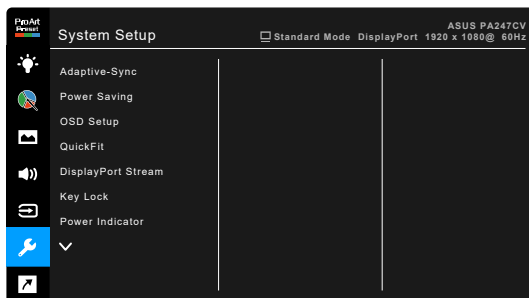 ProArt
Preset
System Setup
ASUS PA247CV
Standard Mode DisplayPort 1920 x 1080@ 60Hz
Adaptive-Sync
Power Saving
OSD Setup
QuickFit
DisplayPort Stream
Key Lock
Power Indicator